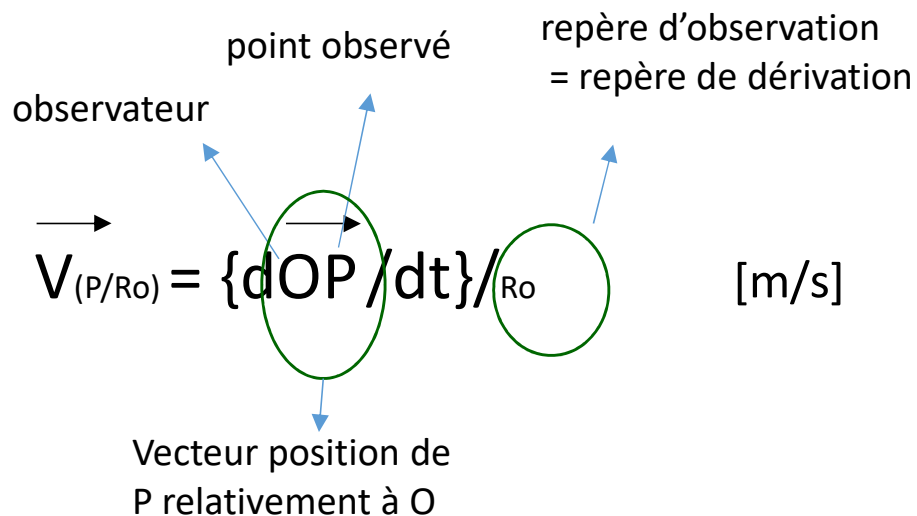 repère d’observation
= repère de dérivation
point observé
observateur
V(P/Ro) = {dOP/dt}/Ro [m/s]
Vecteur position de
P relativement à O